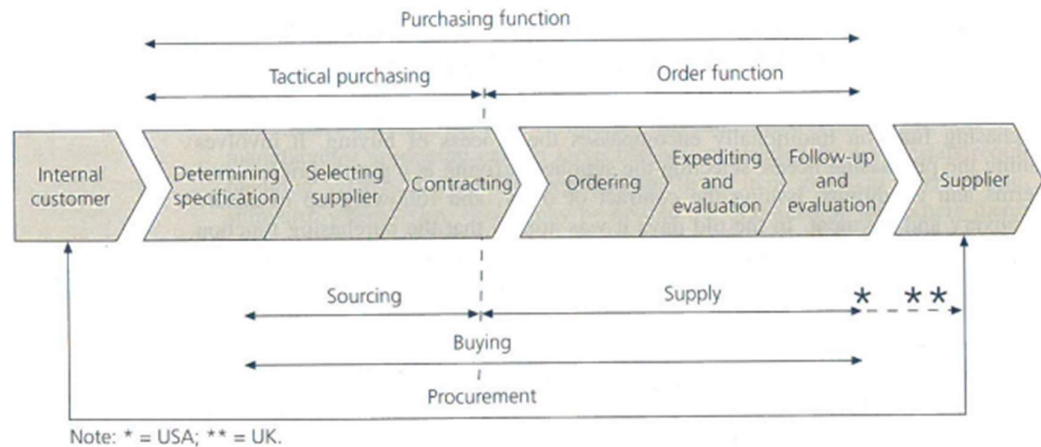 Purchasing function
Tactical purchasing
Order function
Internal
customer
Determining
specification
Selecting
supplier
Contracting
Ordering
Expediting
and
evaluation
Follow-up
and
evaluation
Supplier
Sourcing
Supply
*
**
Buying
Procurement
Note: * = USA; ** = UK.